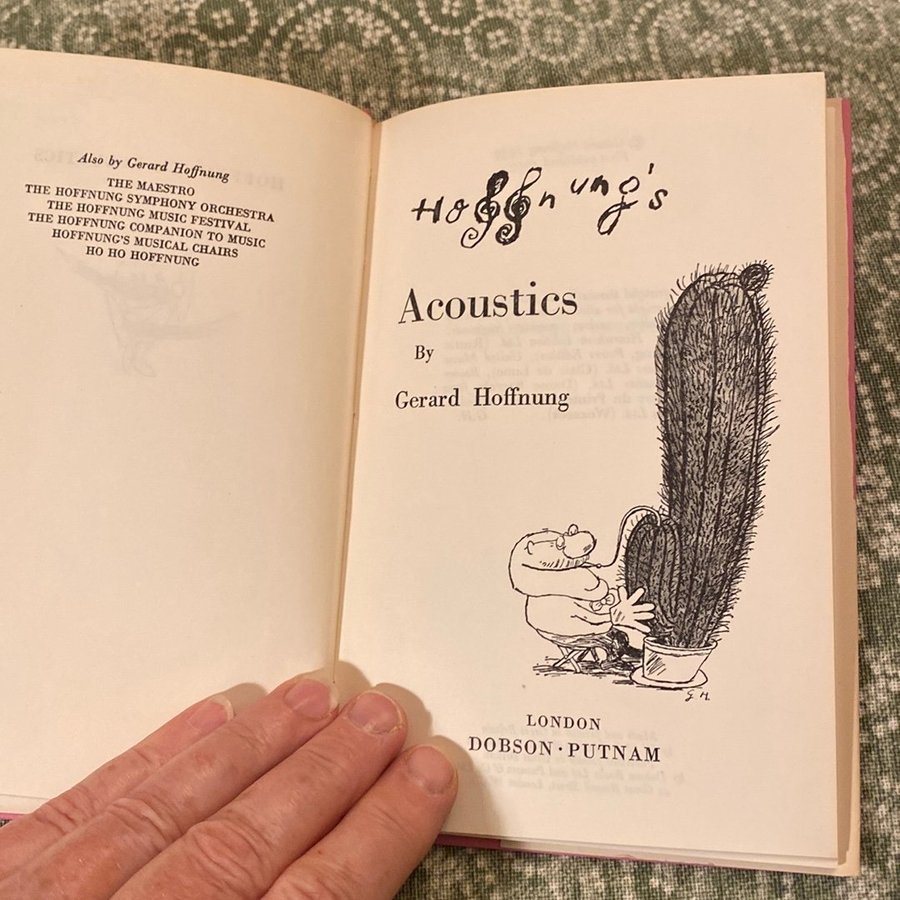 Also by Gerard Hoffnung
THE MAESTRO
THE HOFFNUNG SYMPHONY ORCHESTRA
THE HOFFNUNG MUSIC FESTIVAL
THE HOFFNUNG COMPANION TO MUSIC
HOFFNUNG'S MUSICAL CHAIRS
HO HO HOFFNUNG
Hoffnung's
Acoustics
By
Gerard Hoffnung
G.H.
LONDON
DOBSON·PUTNAM